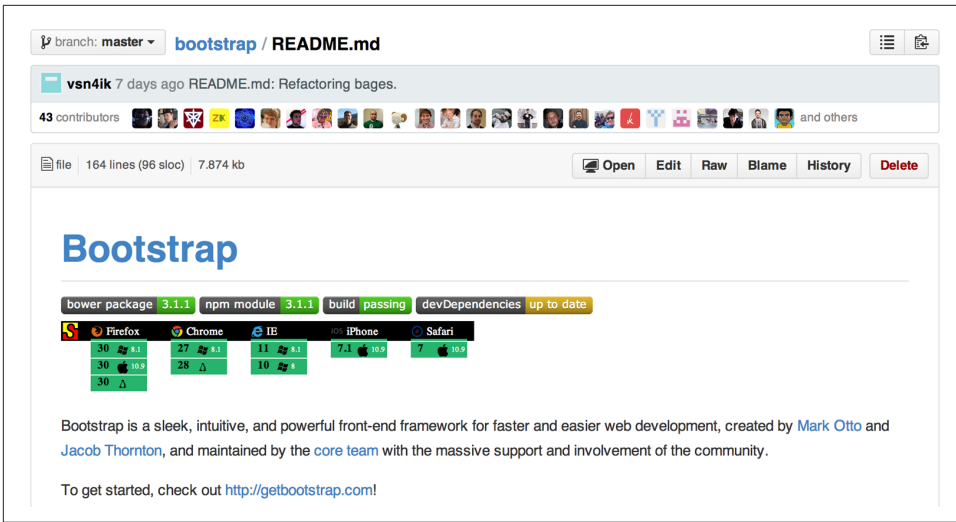 branch: master bootstrap / README.md
vsn4ik 7 days ago README.md: Refactoring bages.
43 contributors ZK and others
file 164 lines (96 sloc) 7.874 kb Open Edit Raw Blame History Delete
Bootstrap
bower package 3.1.1 npm module 3.1.1 build passing devDependencies up to date
S Firefox Chrome IE iOS iPhone Safari
30 8.1 27 8.1 11 8.1 7.1 10.9 7 10.9
30 10.9 28 10 8
30
Bootstrap is a sleek, intuitive, and powerful front-end framework for faster and easier web development, created by Mark Otto and
Jacob Thornton, and maintained by the core team with the massive support and involvement of the community.
To get started, check out http://getbootstrap.com!